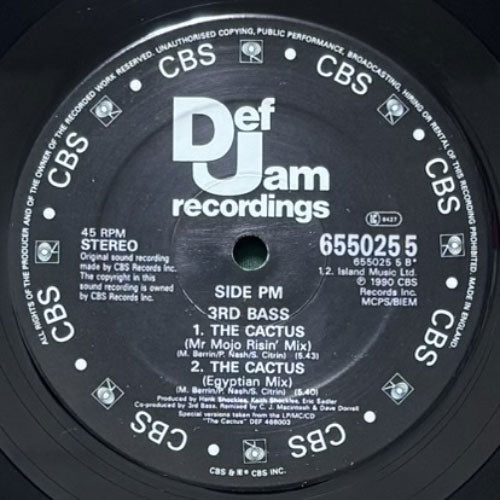 ALL RIGHTS OF THE PRODUCER AND OF THE OWNER OF THE RECORDED WORK RESERVED. UNAUTHORISED COPYING, PUBLIC PERFORMANCE, BROADCASTING, HIRING OR RENTAL OF THIS RECORDING PROHIBITED. MADE IN ENGLAND.
CBS
CBS
CBS
CBS
CBS
CBS
CBS
CBS
Def
Jam
recordings
45 RPM
STEREO
Original sound recording
made by CBS Records Inc.
The copyright in this
sound recording is owned
by CBS Records Inc.
8427
655025 5
655025 5 B*
1,2. Island Music Ltd.
℗ 1990 CBS
Records Inc.
MCPS/BIEM
SIDE PM
3RD BASS
1. THE CACTUS
(Mr Mojo Risin' Mix)
(M. Berrin/P. Nash/S. Citrin) (5.43)
2. THE CACTUS
(Egyptian Mix)
(M. Berrin/P. Nash/S. Citrin) (5.40)
Produced by Hank Shocklee, Keith Shocklee, Eric Sadler
Co-produced by 3rd Bass. Remixed by C. J. Mackintosh & Dave Dorrell
Special versions taken from the LP/MC/CD
"The Cactus" DEF 466003
CBS & CBS INC.